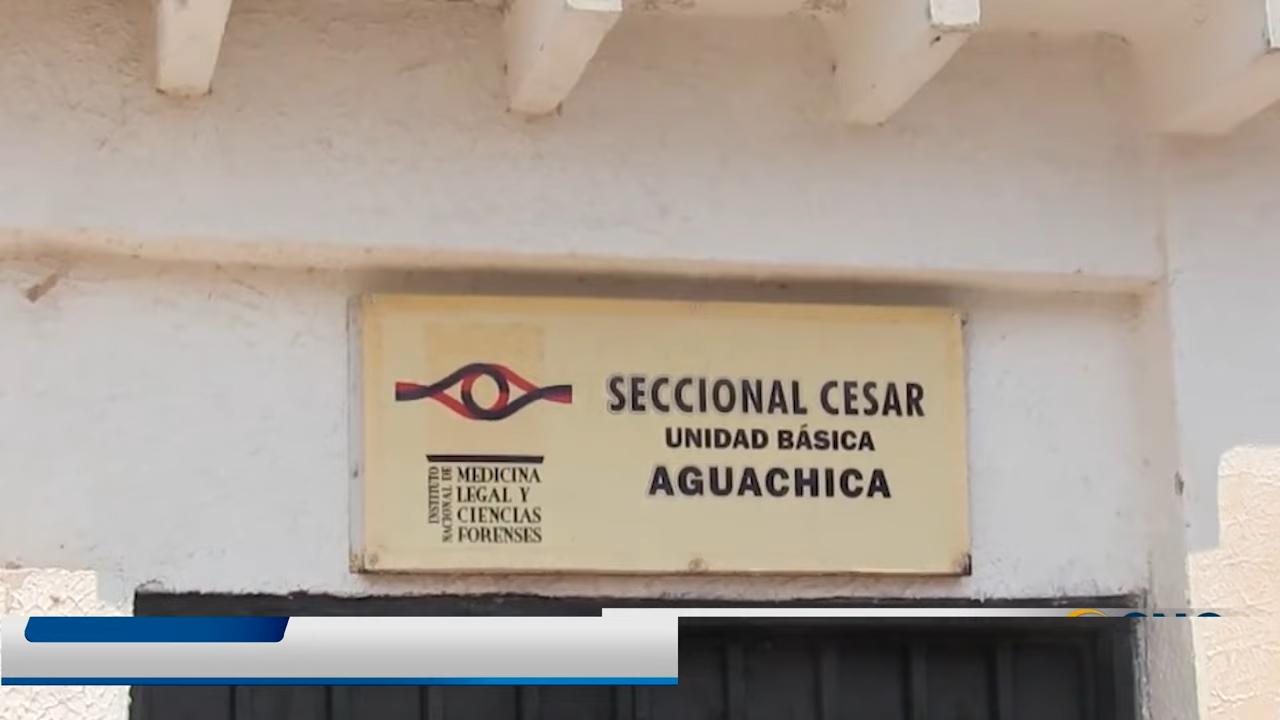 SECCIONAL CESAR
UNIDAD BÁSICA
AGUACHICA
INSTITUTO
NACIONAL DE
MEDICINA
LEGAL Y
CIENCIAS
FORENSES